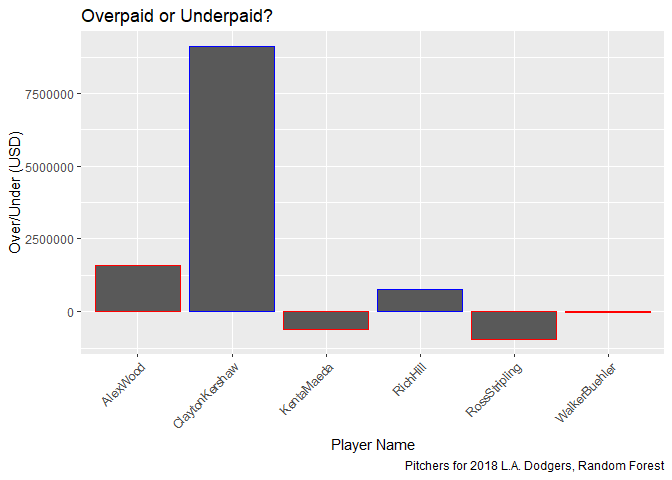 Overpaid or Underpaid?
Over/Under (USD)
7500000
5000000
2500000
0
AlexWood
ClaytonKershaw
KentaMaeda
RichHill
RossStripling
WalkerBuehler
Player Name
Pitchers for 2018 L.A. Dodgers, Random Forest